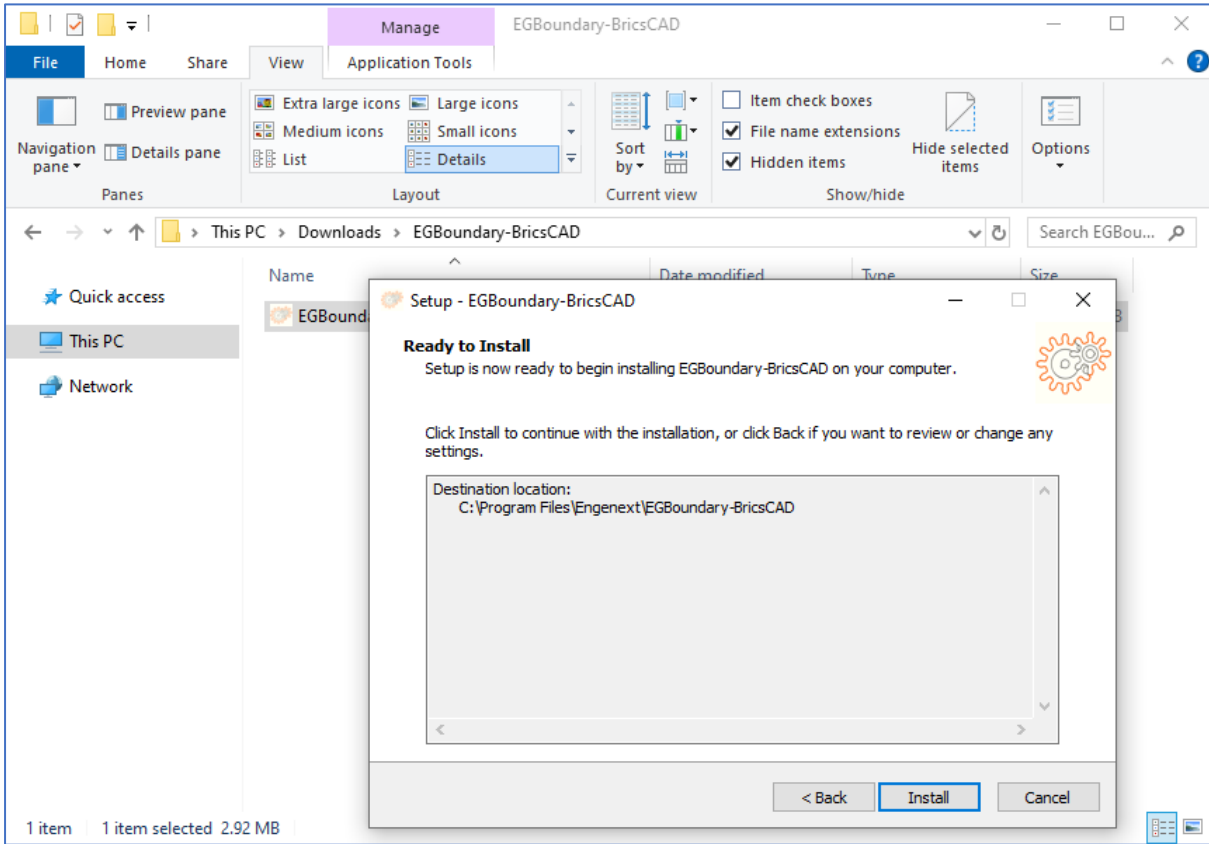 Manage
EGBoundary-BricsCAD
File Home Share View Application Tools
Navigation pane
Preview pane
Details pane
Panes
Extra large icons Large icons
Medium icons Small icons
List Details
Layout
Sort by
Current view
Item check boxes
File name extensions
Hidden items
Hide selected items
Show/hide
Options
This PC > Downloads > EGBoundary-BricsCAD
Search EGBou...
Quick access
This PC
Network
Name Date modified Type Size
EGBound
Setup - EGBoundary-BricsCAD
Ready to Install
Setup is now ready to begin installing EGBoundary-BricsCAD on your computer.
Click Install to continue with the installation, or click Back if you want to review or change any
settings.
Destination location:
C:\Program Files\Engenext\EGBoundary-BricsCAD
< Back Install Cancel
1 item 1 item selected 2.92 MB